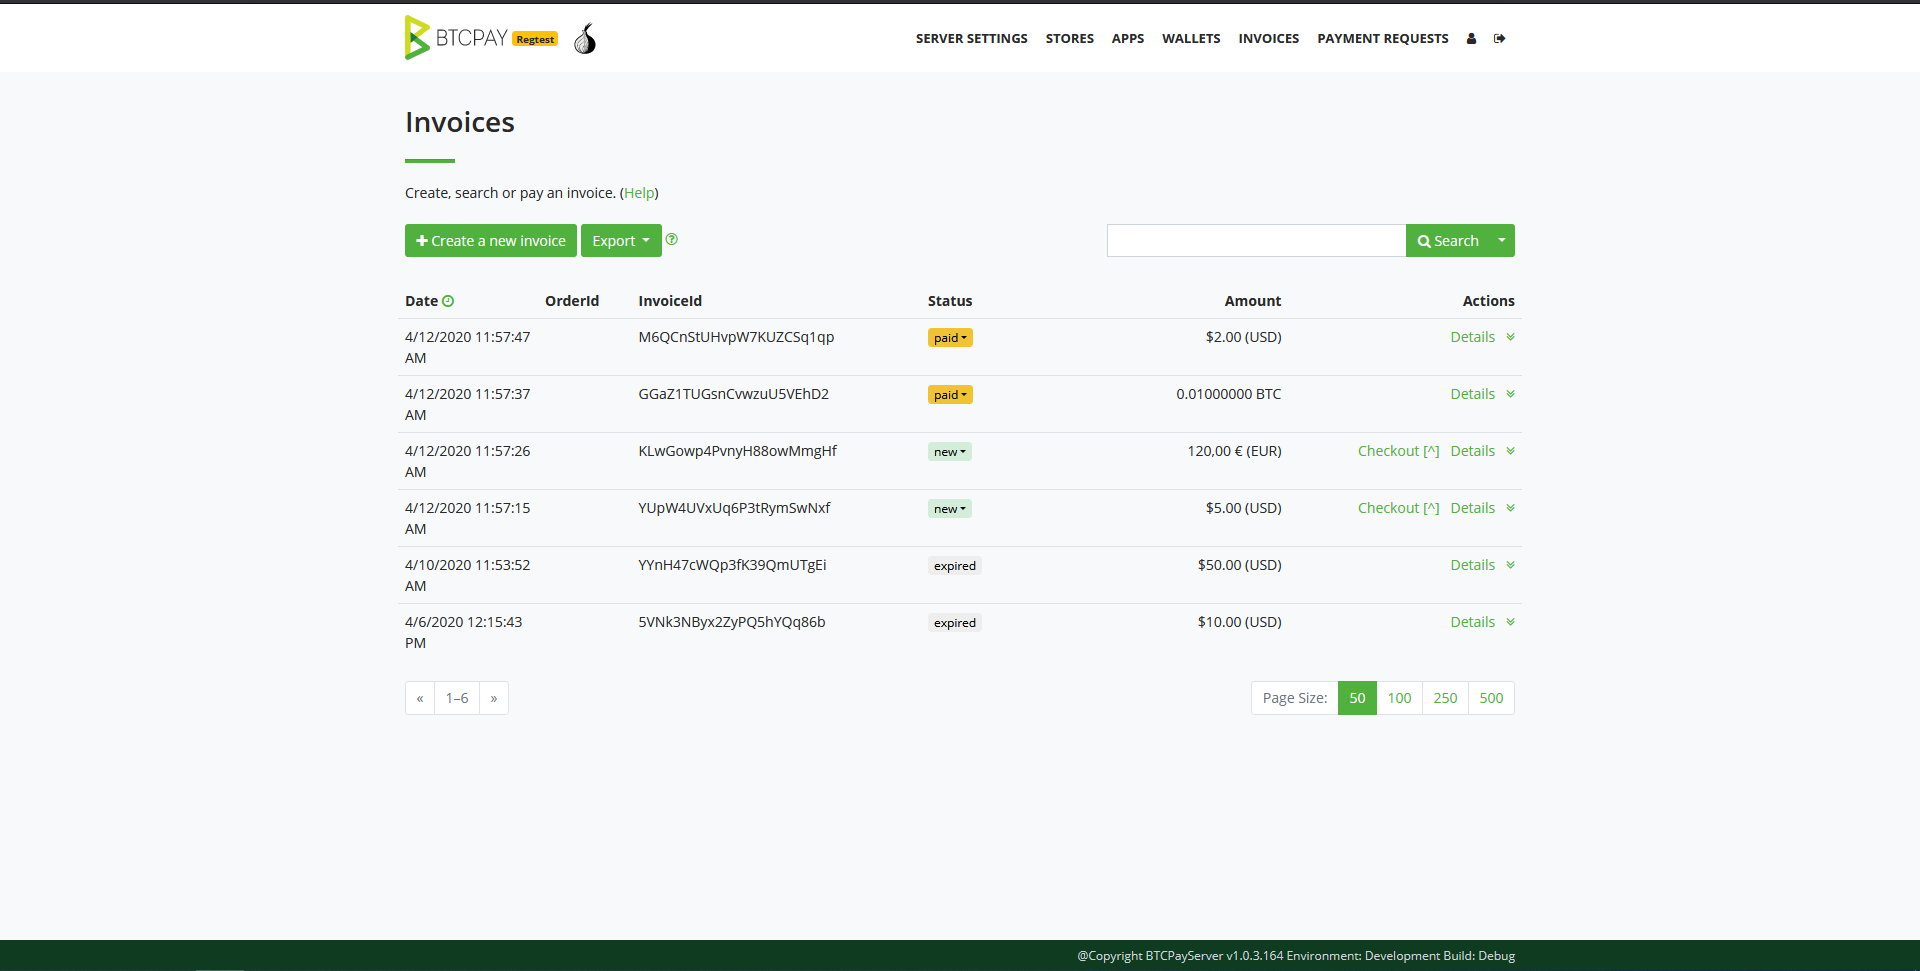 BTCPAY Regtest SERVER SETTINGS STORES APPS WALLETS INVOICES PAYMENT REQUESTS
Invoices
Create, search or pay an invoice. (Help)
Create a new invoice Export Search
Date OrderId InvoiceId Status Amount Actions
4/12/2020 11:57:47 M6QCnStUHvpW7KUZCSq1qp paid $2.00 (USD) Details
AM
4/12/2020 11:57:37 GGaZ1TUGsnCvwzuU5VEhD2 paid 0.01000000 BTC Details
AM
4/12/2020 11:57:26 KLwGowp4PvnyH88owMmgHf new 120,00 € (EUR) Checkout [^] Details
AM
4/12/2020 11:57:15 YUpW4UVxUq6P3tRymSwNxf new $5.00 (USD) Checkout [^] Details
AM
4/10/2020 11:53:52 YYnH47cWQp3fK39QmUTgEi expired $50.00 (USD) Details
AM
4/6/2020 12:15:43 5VNk3NByx2ZyPQ5hYQq86b expired $10.00 (USD) Details
PM
« 1–6 » Page Size: 50 100 250 500
@Copyright BTCPayServer v1.0.3.164 Environment: Development Build: Debug